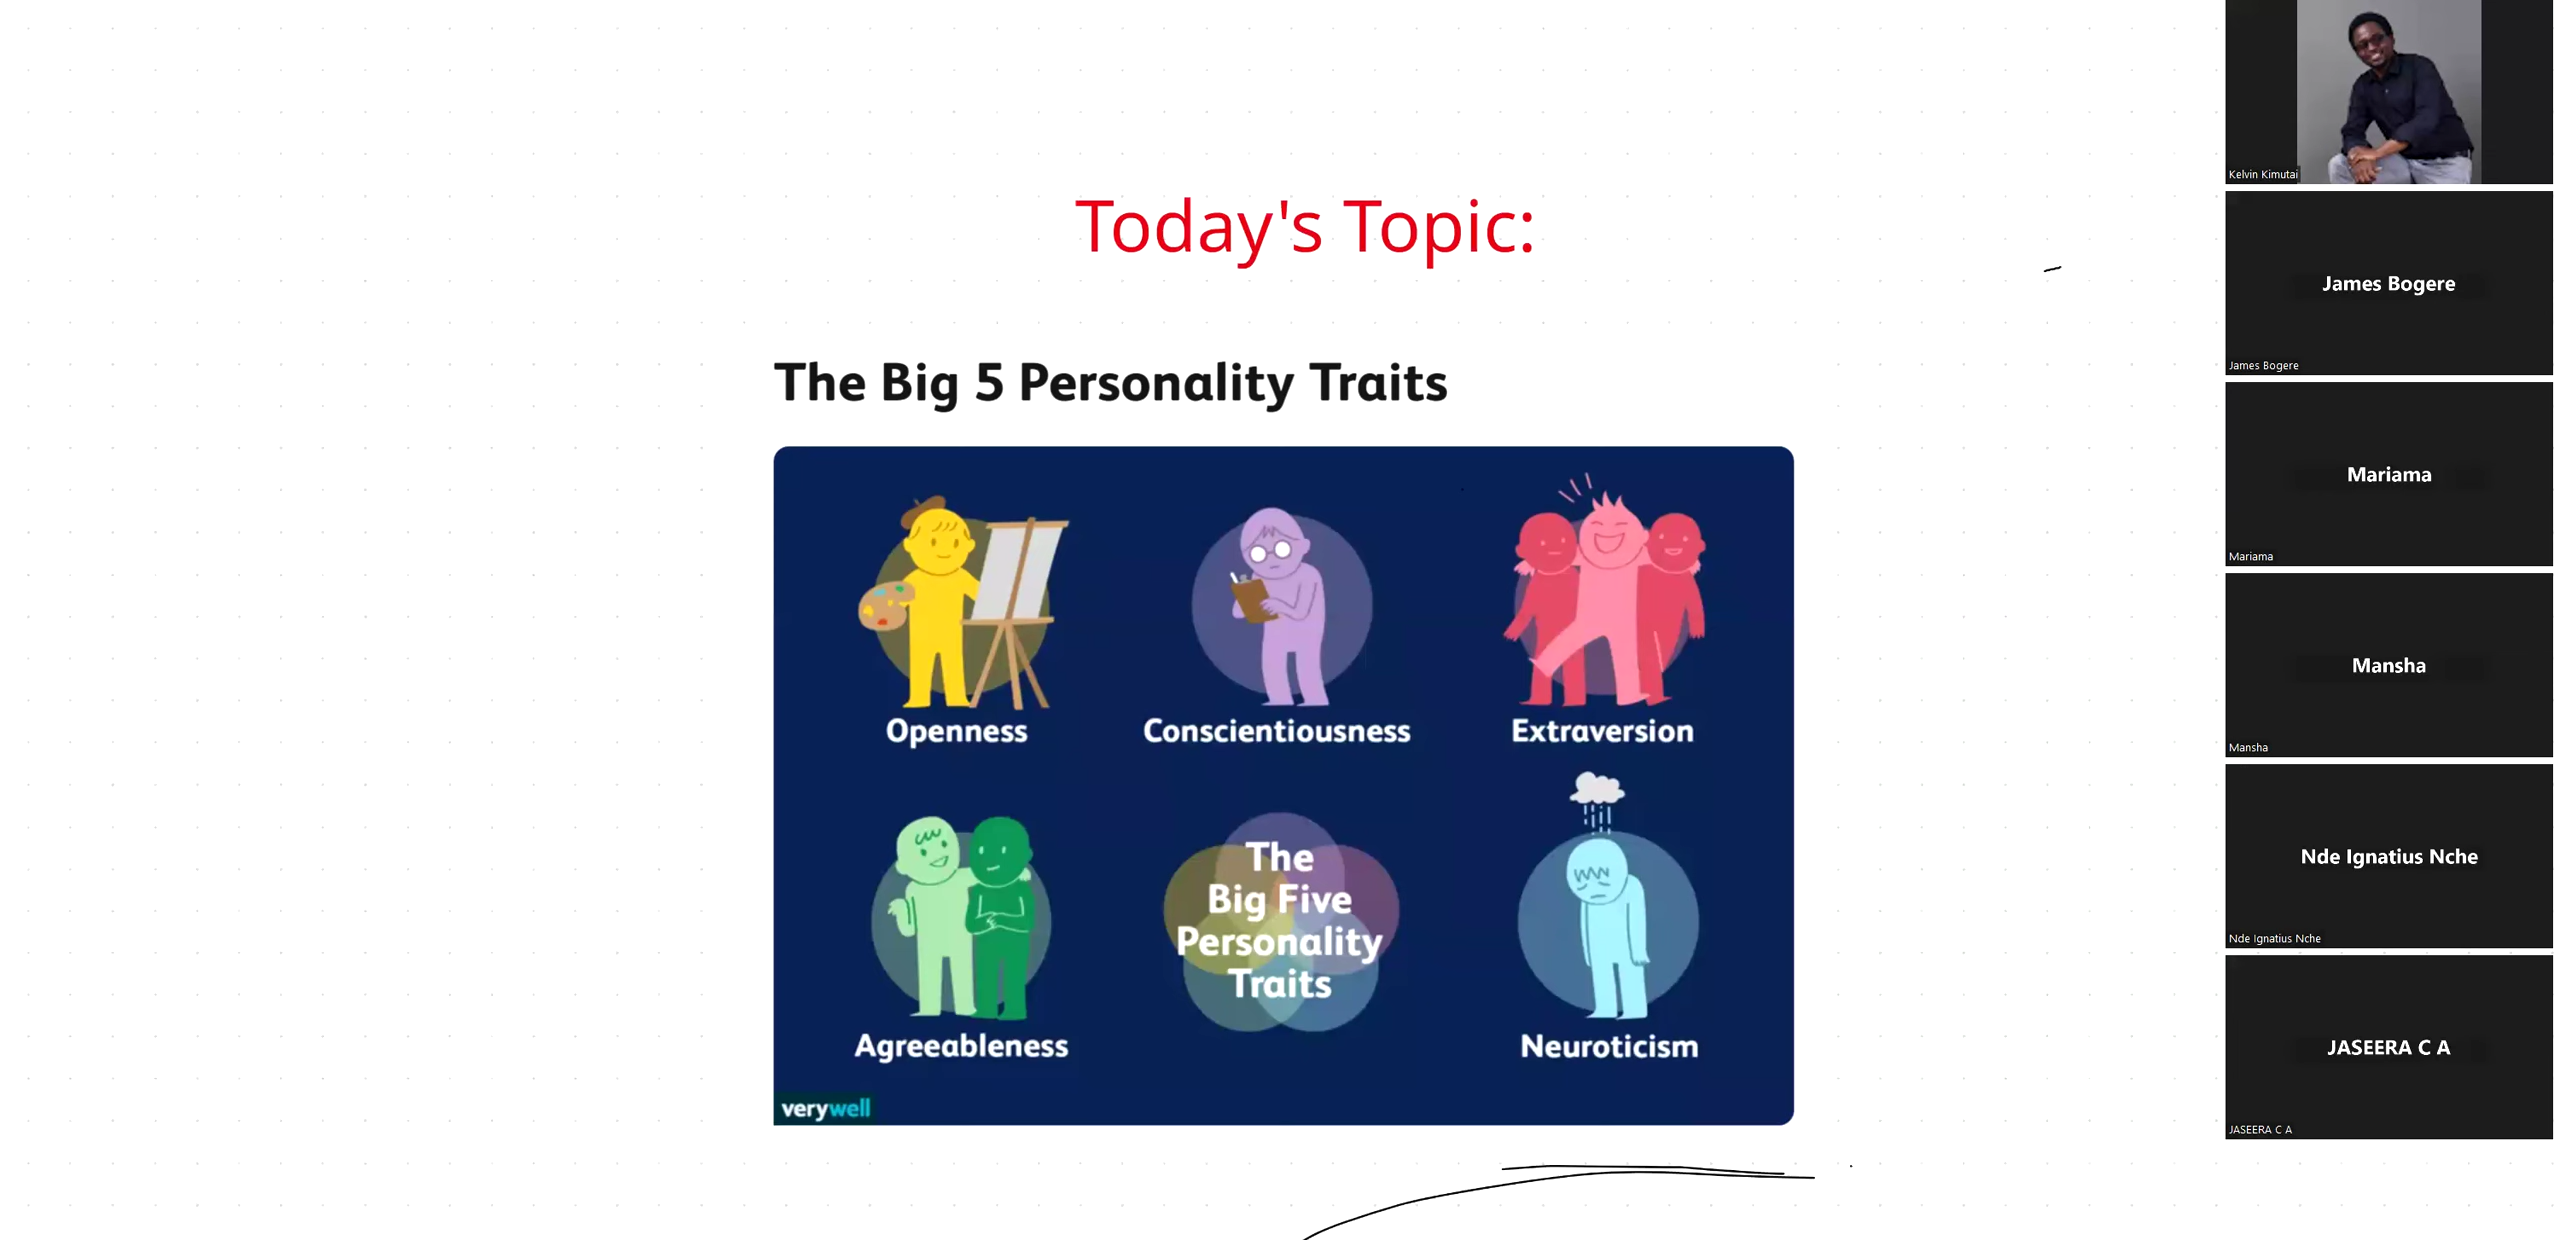 Today's Topic:
The Big 5 Personality Traits
Openness
Conscientiousness
Extraversion
Agreeableness
The
Big Five
Personality
Traits
Neuroticism
verywell
Kelvin Kimutai
James Bogere
James Bogere
Mariama
Mariama
Mansha
Mansha
Nde Ignatius Nche
Nde Ignatius Nche
JASEERA C A
JASEERA C A